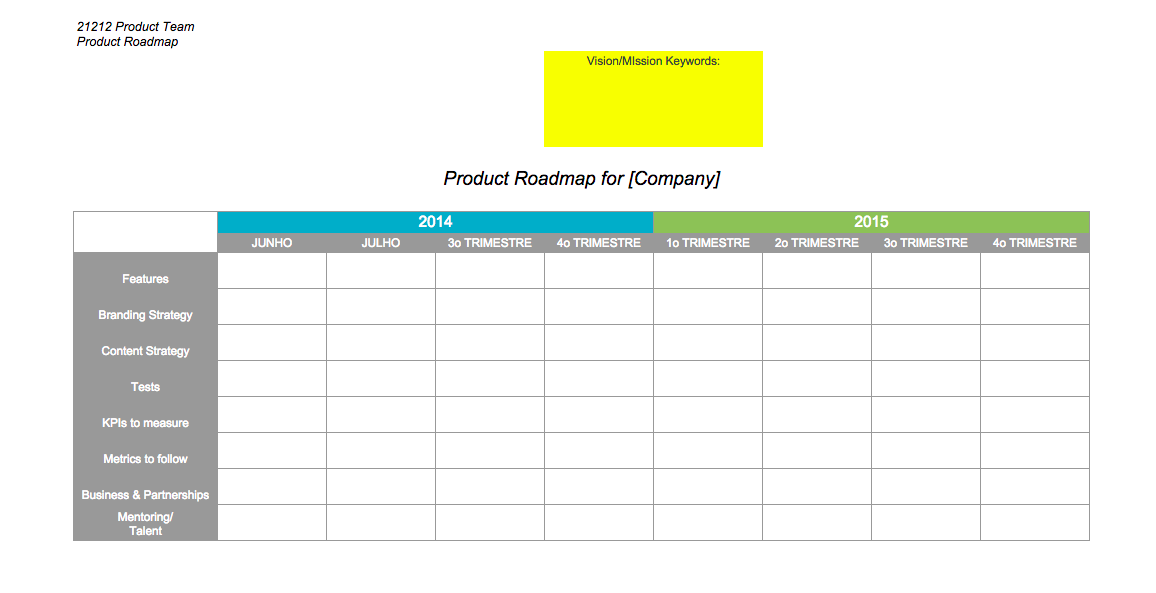 21212 Product Team
Product Roadmap
Vision/MIssion Keywords:
Product Roadmap for [Company]
2014 2015
JUNHO JULHO 3o TRIMESTRE 4o TRIMESTRE 1o TRIMESTRE 2o TRIMESTRE 3o TRIMESTRE 4o TRIMESTRE
Features
Branding Strategy
Content Strategy
Tests
KPIs to measure
Metrics to follow
Business & Partnerships
Mentoring/
Talent